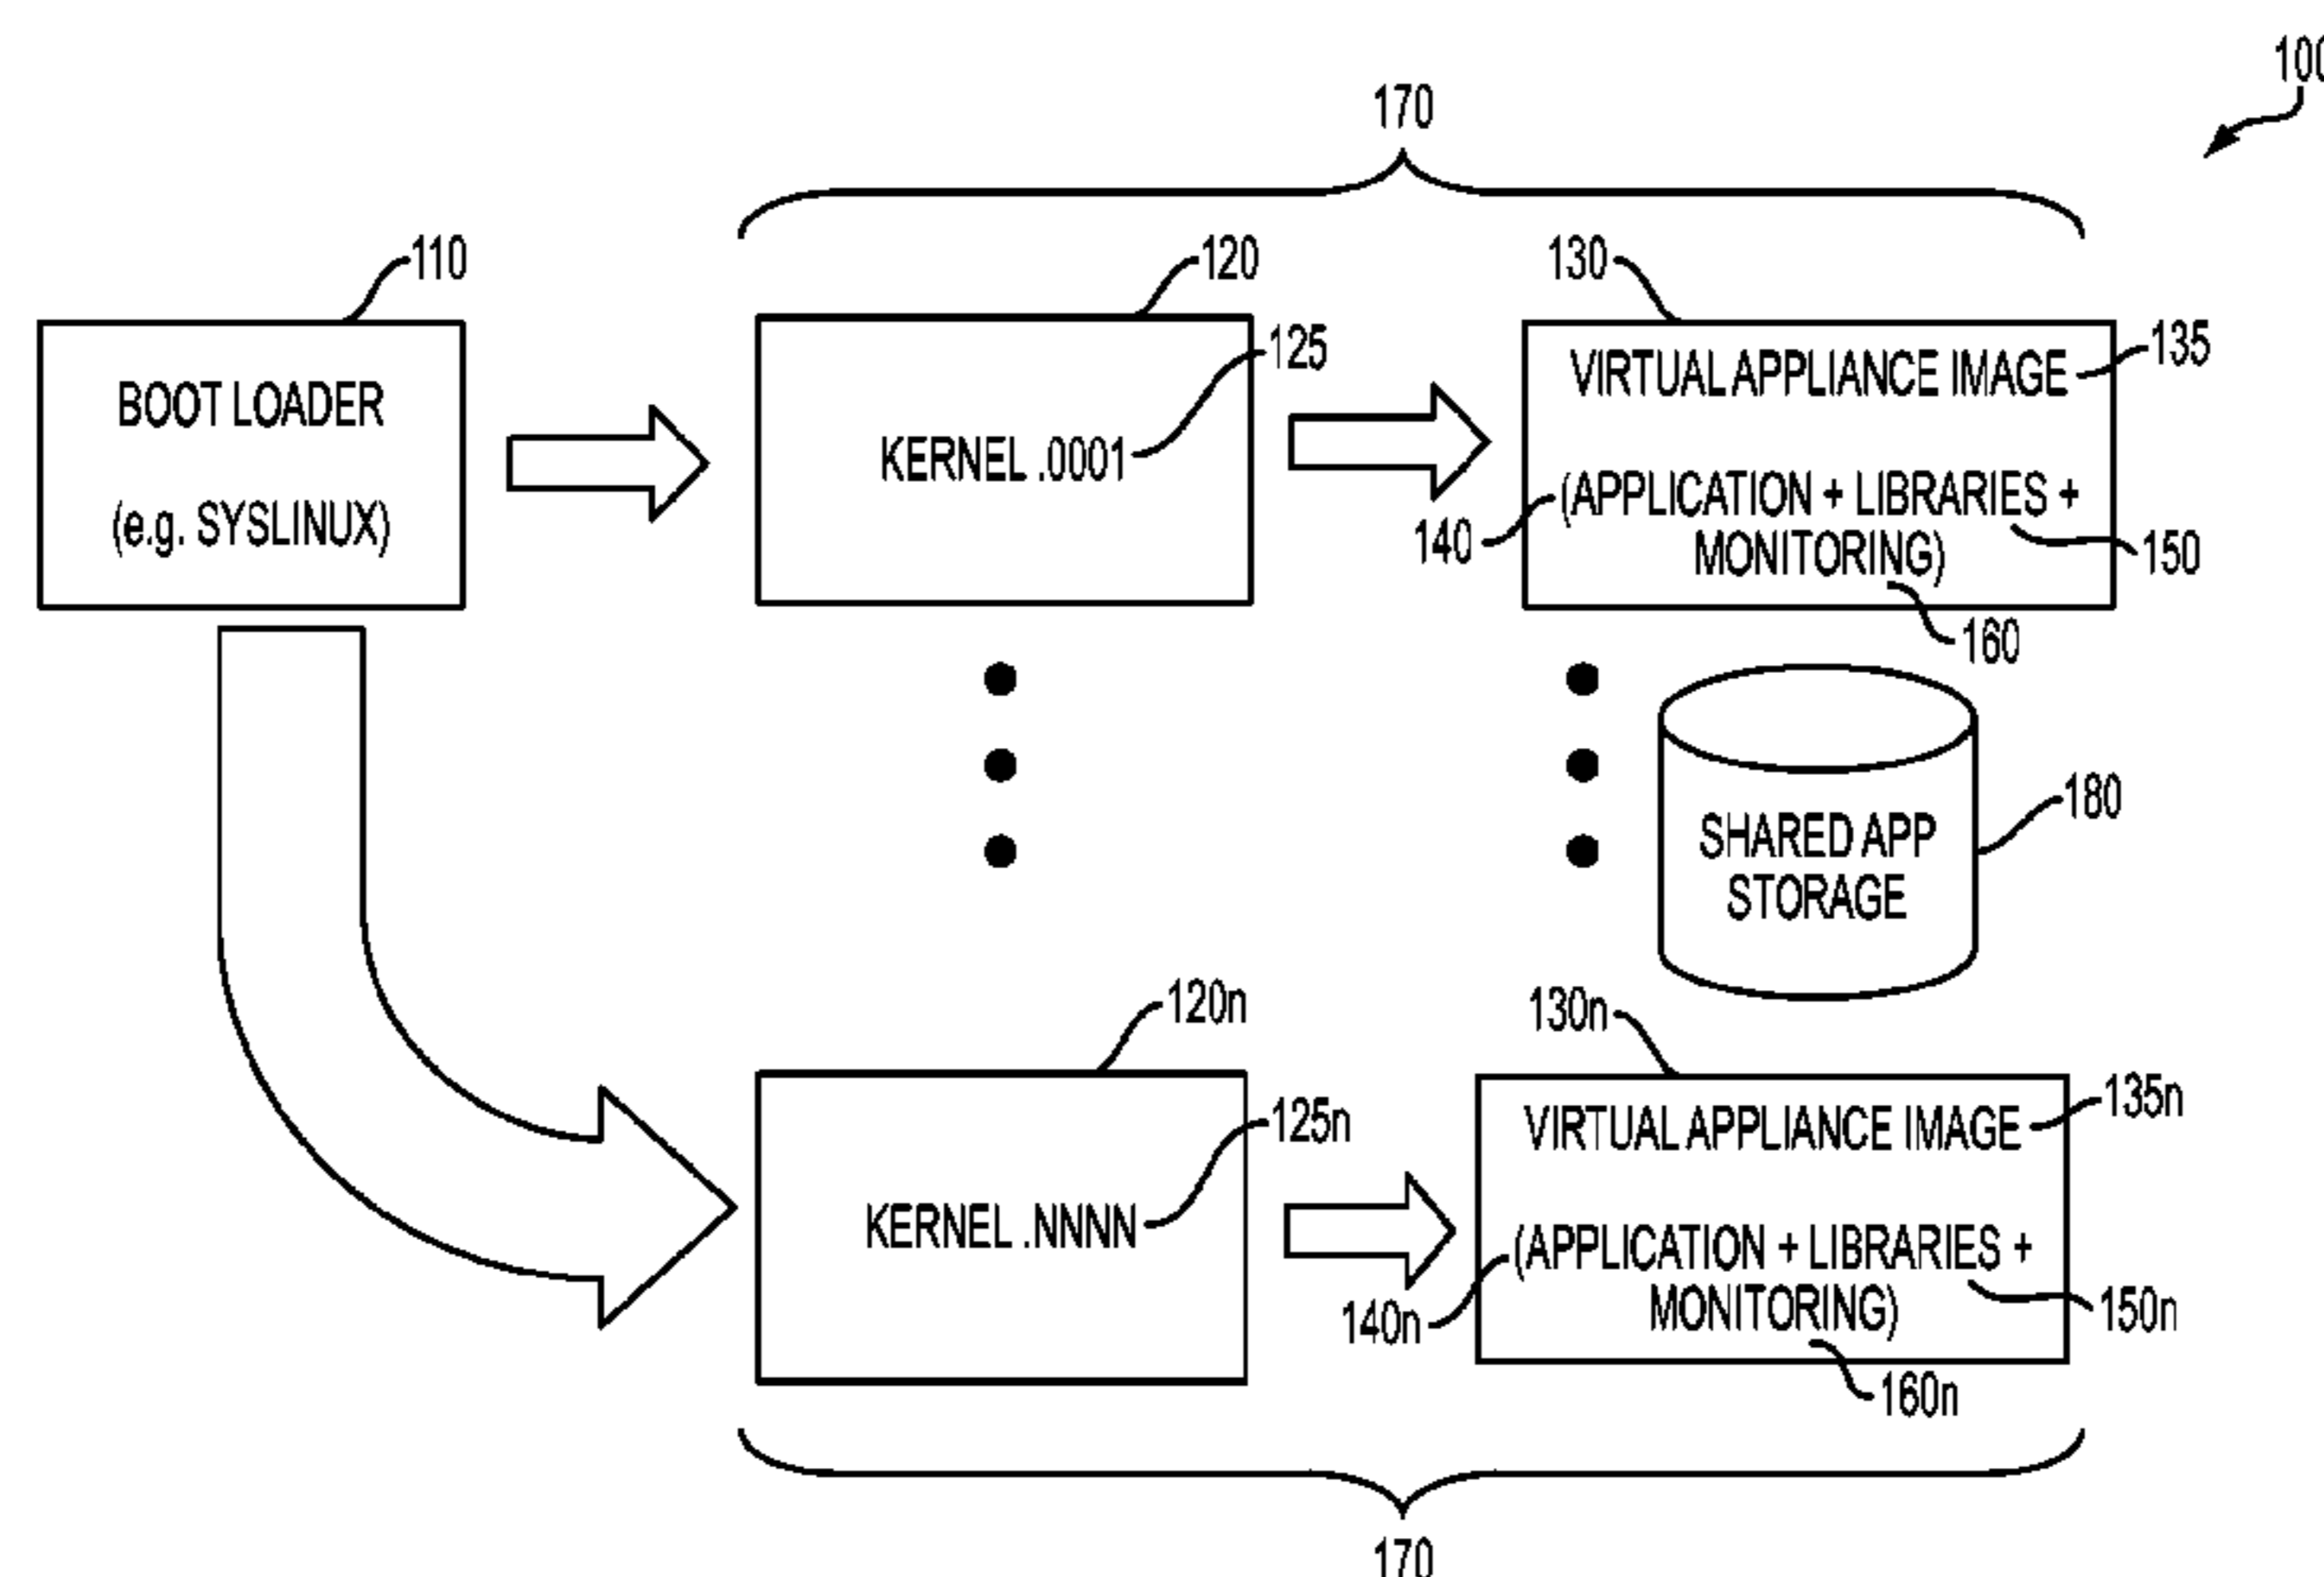 100
170
110
120
130
125
135
BOOT LOADER
(e.g. SYSLINUX)
KERNEL .0001
VIRTUAL APPLIANCE IMAGE
(APPLICATION + LIBRARIES +
MONITORING)
140
150
160
SHARED APP
STORAGE
180
120n
130n
125n
135n
KERNEL .NNNN
VIRTUAL APPLIANCE IMAGE
(APPLICATION + LIBRARIES +
MONITORING)
140n
150n
160n
170